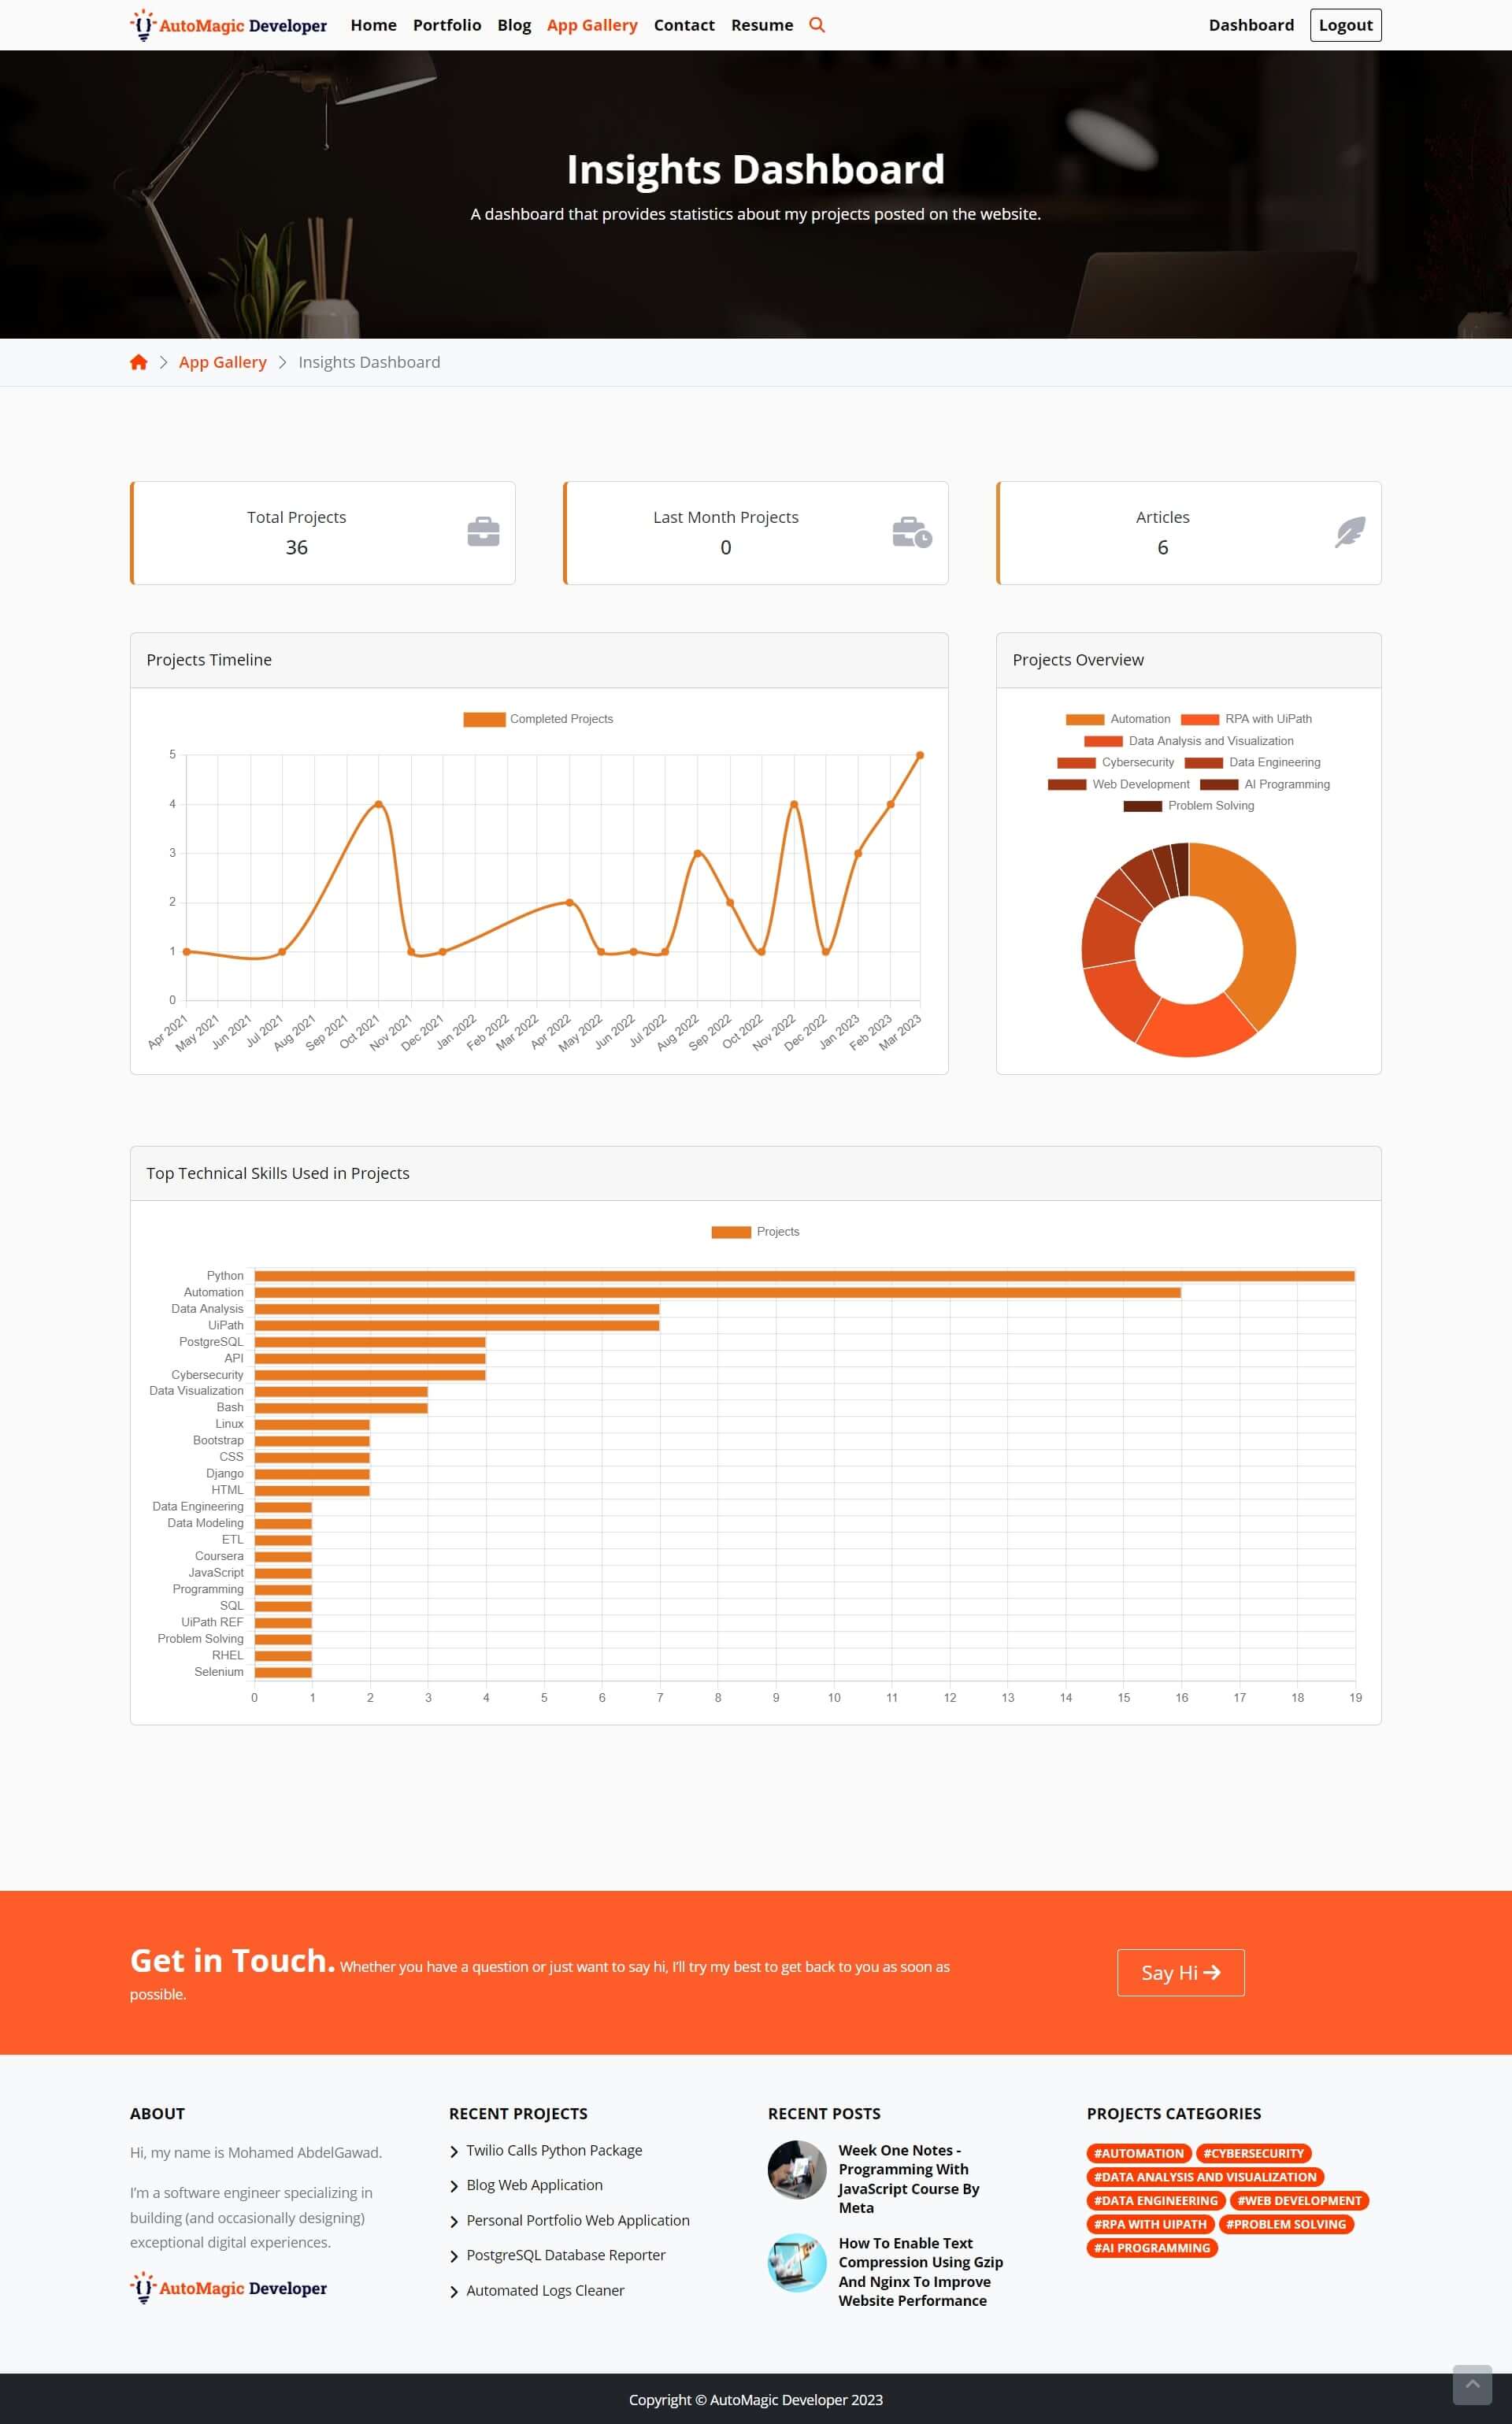 AutoMagic Developer
Home Portfolio Blog App Gallery Contact Resume
Dashboard Logout
Insights Dashboard
A dashboard that provides statistics about my projects posted on the website.
App Gallery Insights Dashboard
Total Projects
36
Last Month Projects
0
Articles
6
Projects Timeline
Completed Projects
5
4
3
2
1
0
Apr 2021
May 2021
Jun 2021
Jul 2021
Aug 2021
Sep 2021
Oct 2021
Nov 2021
Dec 2021
Jan 2022
Feb 2022
Mar 2022
Apr 2022
May 2022
Jun 2022
Jul 2022
Aug 2022
Sep 2022
Oct 2022
Nov 2022
Dec 2022
Jan 2023
Feb 2023
Mar 2023
Projects Overview
Automation RPA with UiPath
Data Analysis and Visualization
Cybersecurity Data Engineering
Web Development AI Programming
Problem Solving
Top Technical Skills Used in Projects
Projects
Python
Automation
Data Analysis
UiPath
PostgreSQL
API
Cybersecurity
Data Visualization
Bash
Linux
Bootstrap
CSS
Django
HTML
Data Engineering
Data Modeling
ETL
Coursera
JavaScript
Programming
SQL
UiPath REF
Problem Solving
RHEL
Selenium
0 1 2 3 4 5 6 7 8 9 10 11 12 13 14 15 16 17 18 19
Get in Touch. Whether you have a question or just want to say hi, I'll try my best to get back to you as soon as
possible.
Say Hi
ABOUT
Hi, my name is Mohamed AbdelGawad.
I'm a software engineer specializing in
building (and occasionally designing)
exceptional digital experiences.
AutoMagic Developer
RECENT PROJECTS
Twilio Calls Python Package
Blog Web Application
Personal Portfolio Web Application
PostgreSQL Database Reporter
Automated Logs Cleaner
RECENT POSTS
Week One Notes -
Programming With
JavaScript Course By
Meta
How To Enable Text
Compression Using Gzip
And Nginx To Improve
Website Performance
PROJECTS CATEGORIES
#AUTOMATION #CYBERSECURITY
#DATA ANALYSIS AND VISUALIZATION
#DATA ENGINEERING #WEB DEVELOPMENT
#RPA WITH UIPATH #PROBLEM SOLVING
#AI PROGRAMMING
Copyright © AutoMagic Developer 2023